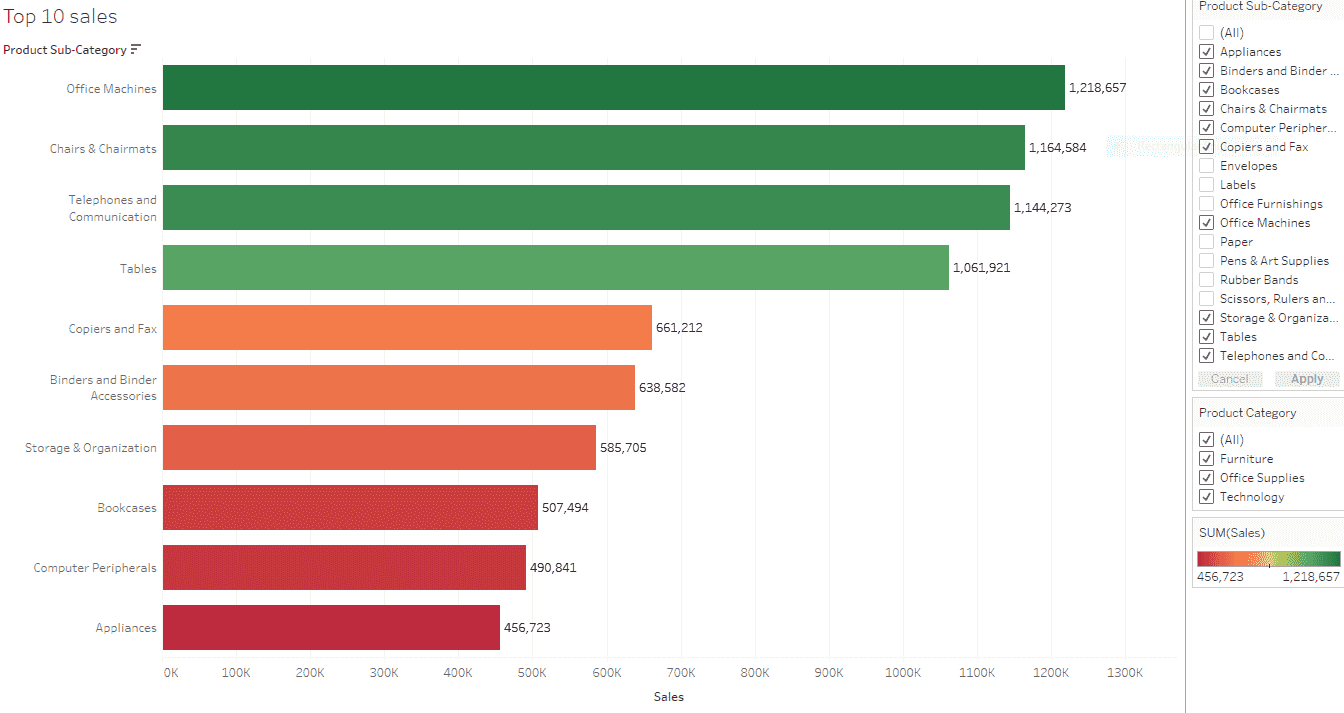 Top 10 sales
Product Sub-Category
Office Machines
1,218,657
Chairs & Chairmats
1,164,584
Telephones and
Communication
1,144,273
Tables
1,061,921
Copiers and Fax
661,212
Binders and Binder
Accessories
638,582
Storage & Organization
585,705
Bookcases
507,494
Computer Peripherals
490,841
Appliances
456,723
0K 100K 200K 300K 400K 500K 600K 700K 800K 900K 1000K 1100K 1200K 1300K
Sales
Product Sub-Category
(All)
Appliances
Binders and Binder ...
Bookcases
Chairs & Chairmats
Computer Peripher...
Copiers and Fax
Envelopes
Labels
Office Furnishings
Office Machines
Paper
Pens & Art Supplies
Rubber Bands
Scissors, Rulers an...
Storage & Organiza...
Tables
Telephones and Co...
Cancel Apply
Product Category
(All)
Furniture
Office Supplies
Technology
SUM(Sales)
456,723 1,218,657